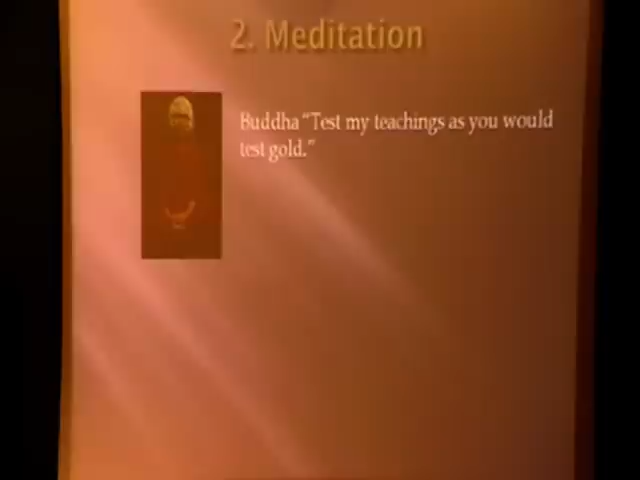 2. Meditation
Buddha “Test my teachings as you would
test gold.”